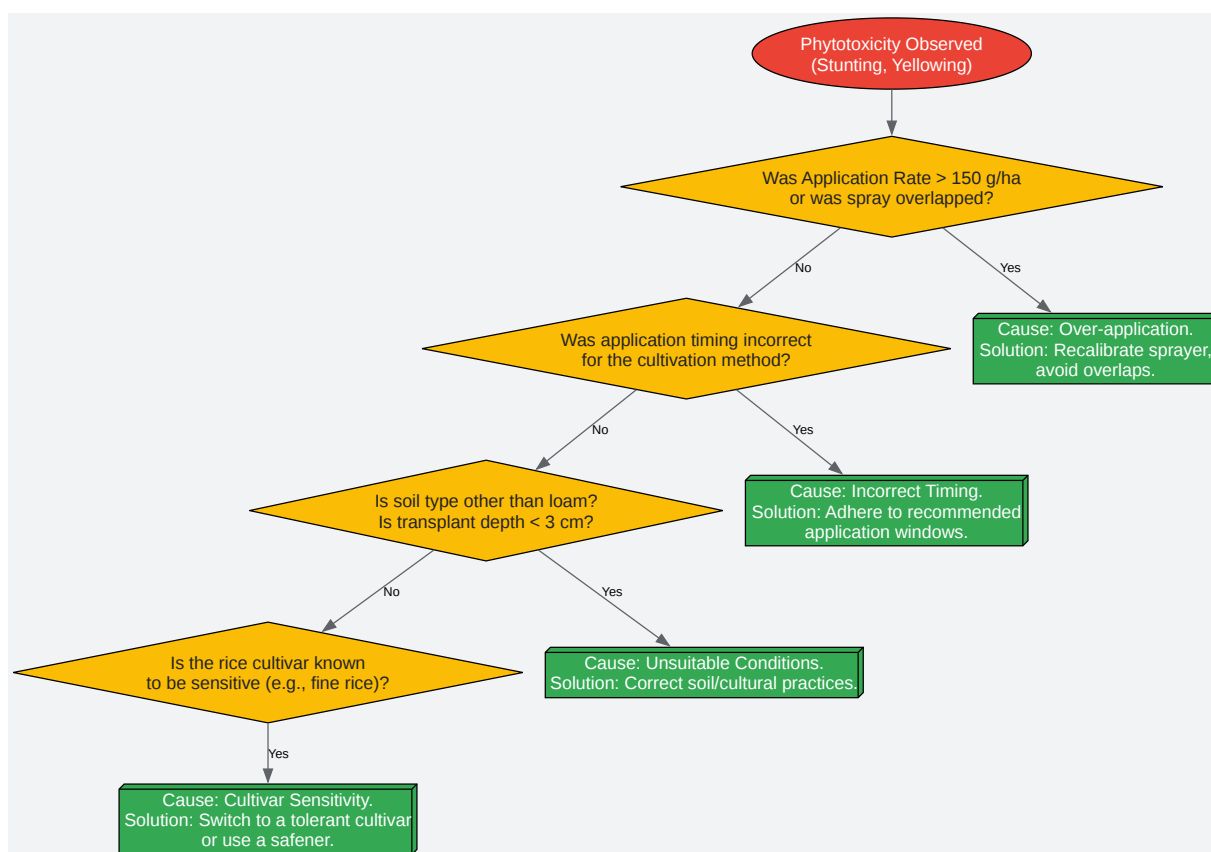 Phytotoxicity Observed
(Stunting, Yellowing)
Was Application Rate > 150 g/ha
or was spray overlapped?
No
Yes
Cause: Over-application.
Solution: Recalibrate sprayer,
avoid overlaps.
Was application timing incorrect
for the cultivation method?
No
Yes
Cause: Incorrect Timing.
Solution: Adhere to recommended
application windows.
Is soil type other than loam?
Is transplant depth < 3 cm?
No
Yes
Cause: Unsuitable Conditions.
Solution: Correct soil/cultural practices.
Is the rice cultivar known
to be sensitive (e.g., fine rice)?
Yes
Cause: Cultivar Sensitivity.
Solution: Switch to a tolerant cultivar
or use a safener.